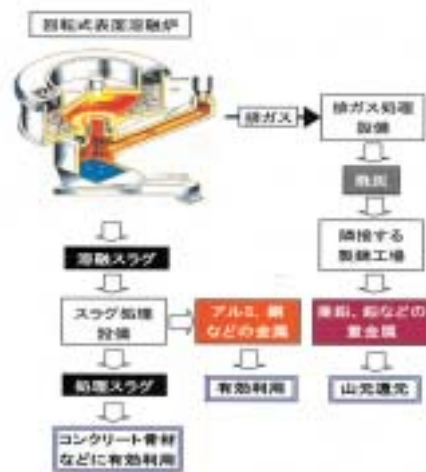 回転式表面溶融炉
排ガス
排ガス処理
設備
飛灰
隣接する
製錬工場
溶融スラグ
スラグ処理
設備
アルミ、銅
などの金属
亜鉛、鉛などの
重金属
処理スラグ
有効利用
山元還元
コンクリート骨材
などに有効利用